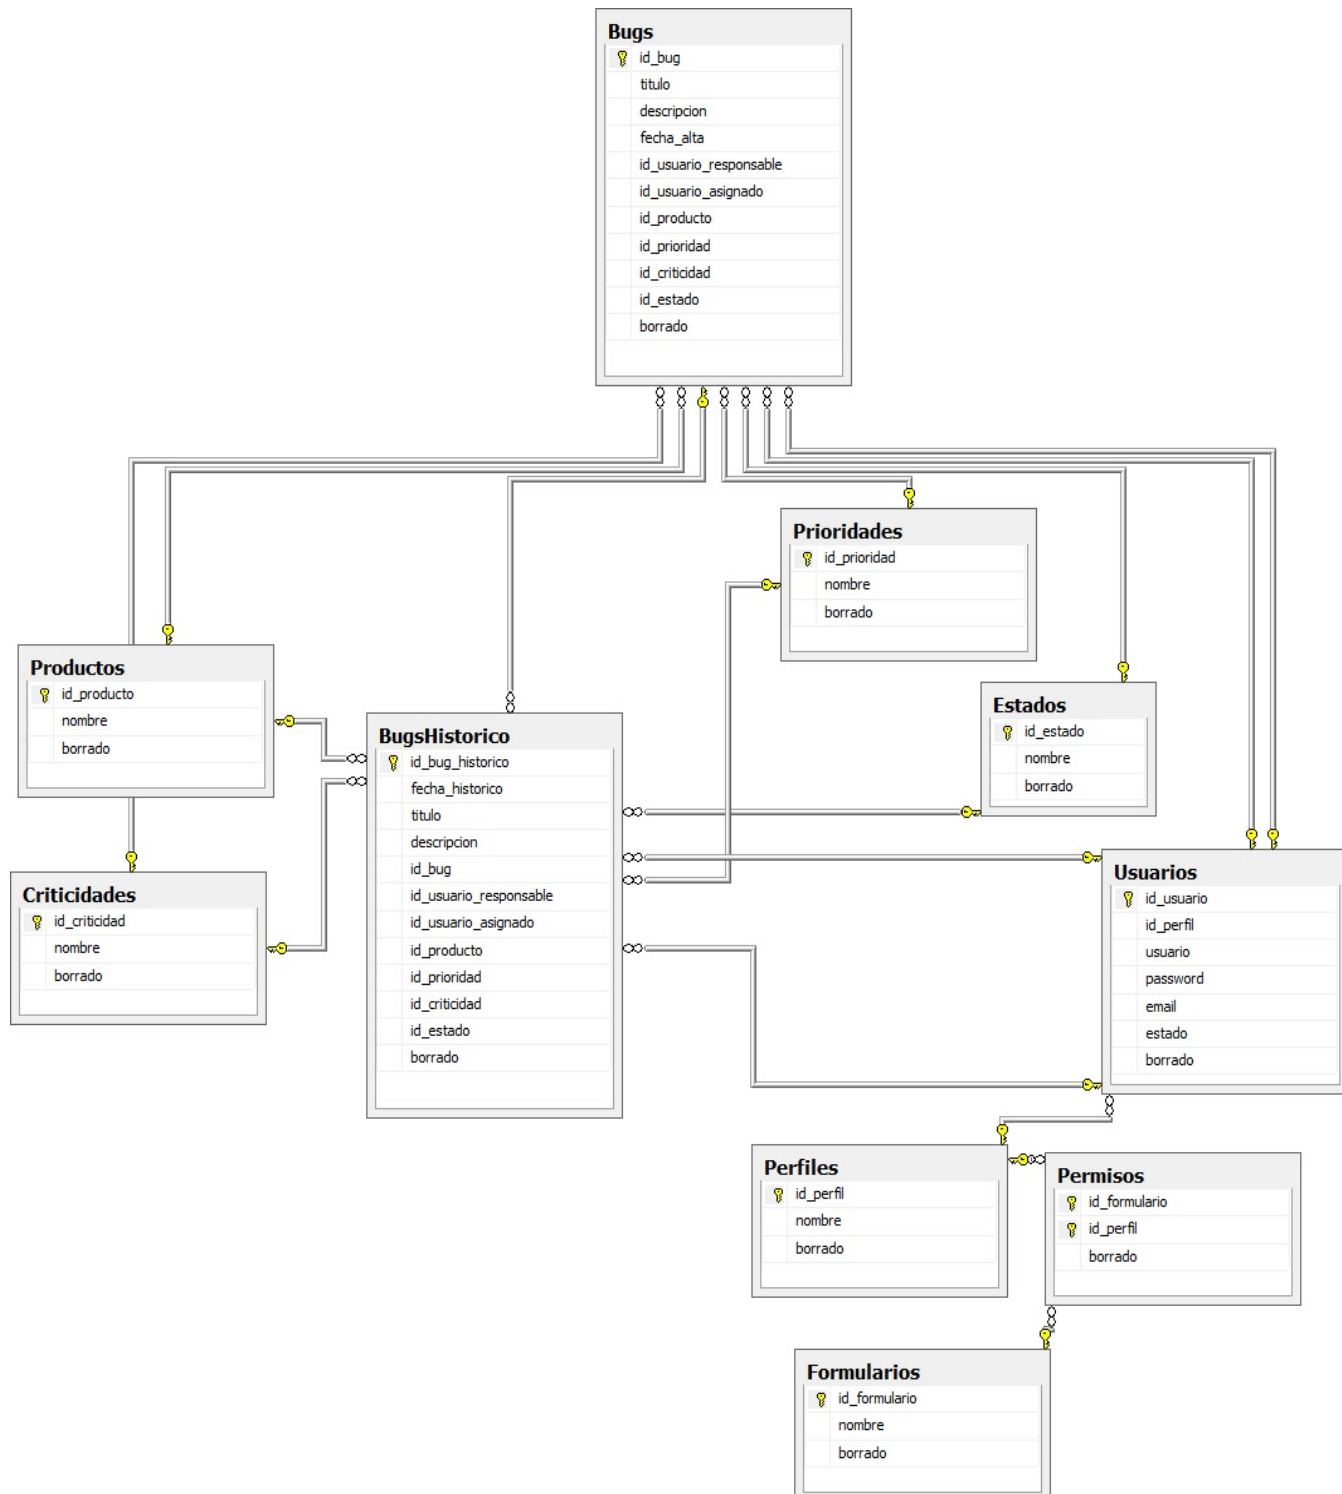 Bugs
id_bug
titulo
descripcion
fecha_alta
id_usuario_responsable
id_usuario_asignado
id_producto
id_prioridad
id_criticidad
id_estado
borrado
Prioridades
id_prioridad
nombre
borrado
Productos
id_producto
nombre
borrado
Estados
id_estado
nombre
borrado
BugsHistorico
id_bug_historico
fecha_historico
titulo
descripcion
id_bug
id_usuario_responsable
id_usuario_asignado
id_producto
id_prioridad
id_criticidad
id_estado
borrado
Criticidades
id_criticidad
nombre
borrado
Usuarios
id_usuario
id_perfil
usuario
password
email
estado
borrado
Perfiles
id_perfil
nombre
borrado
Permisos
id_formulario
id_perfil
borrado
Formularios
id_formulario
nombre
borrado